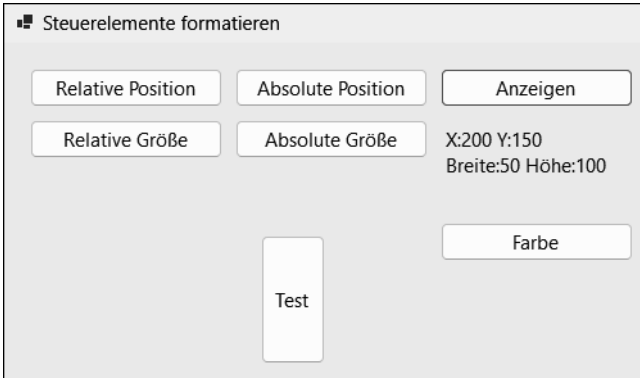 Steuerelemente formatieren
Relative Position
Absolute Position
Anzeigen
Relative Größe
Absolute Größe
X:200 Y:150
Breite:50 Höhe:100
Farbe
Test